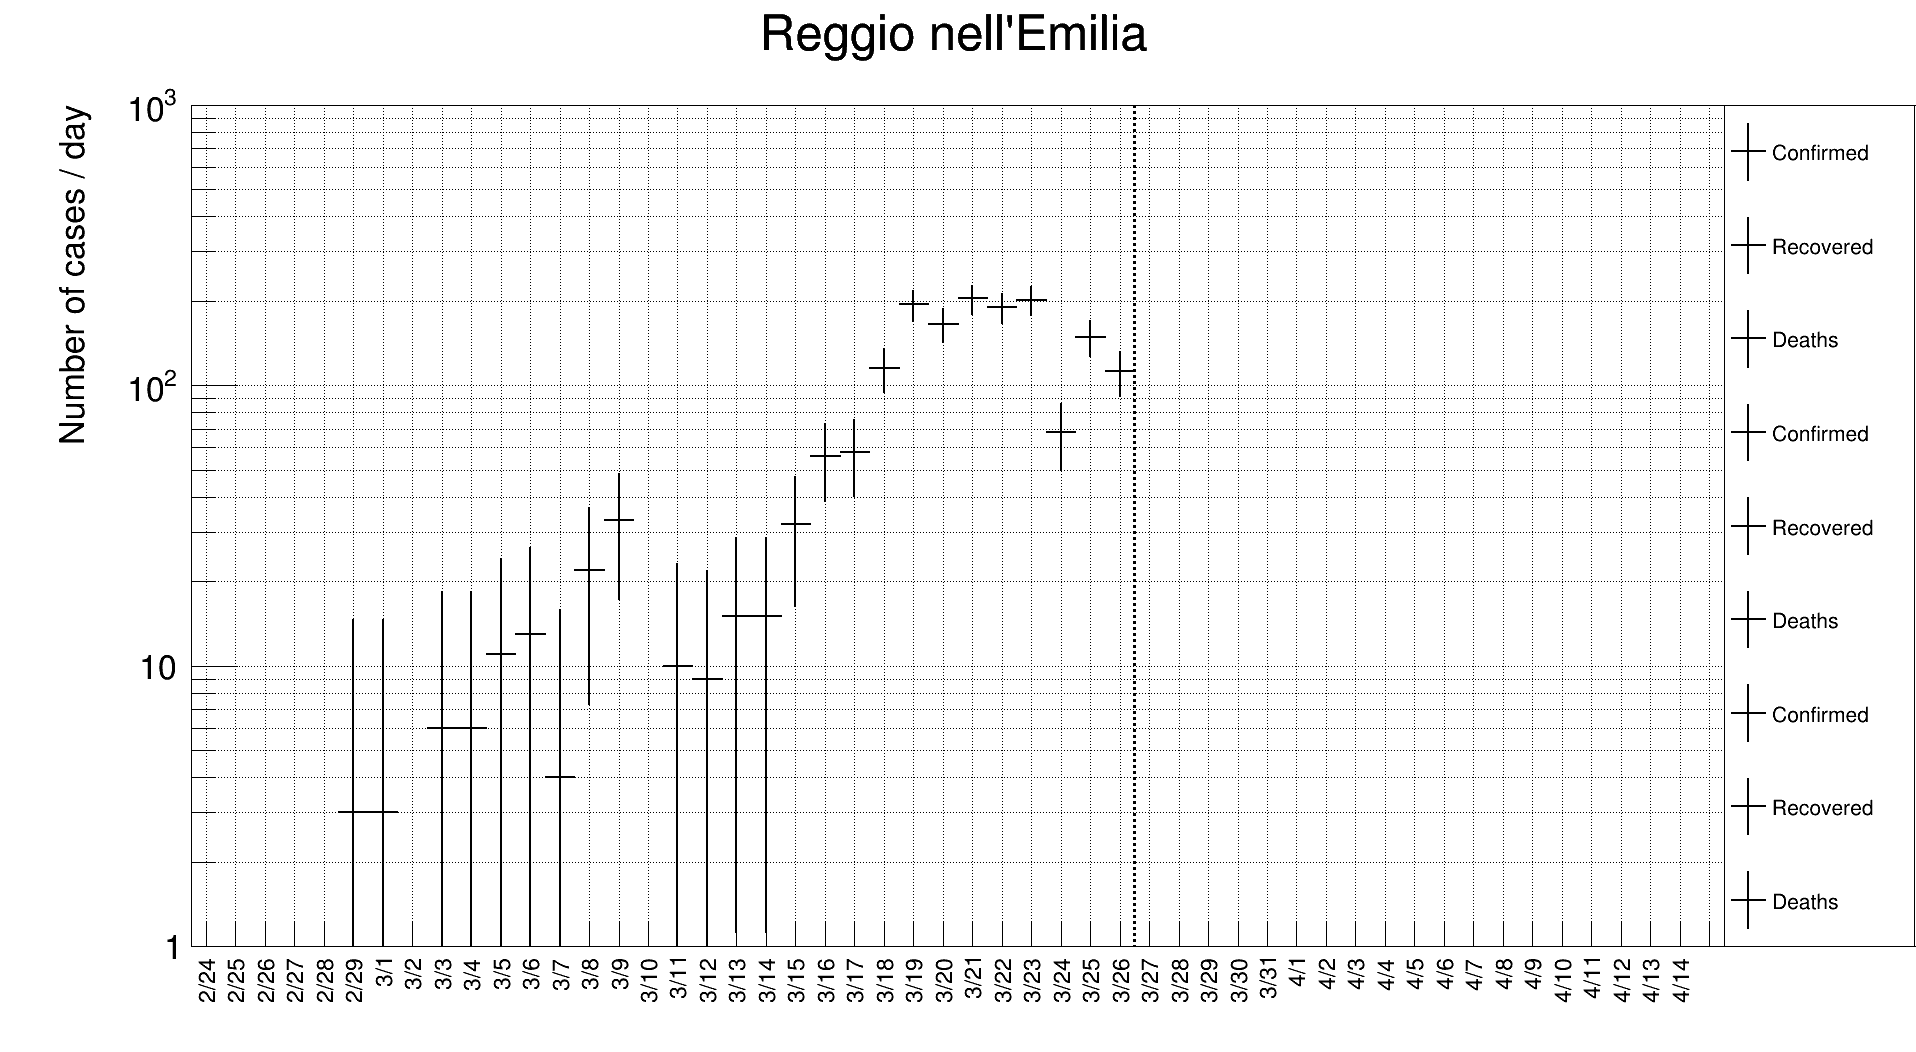 Reggio nell'Emilia
Number of cases / day
10³
10²
10
1
2/24 2/25 2/26 2/27 2/28 2/29 3/1 3/2 3/3 3/4 3/5 3/6 3/7 3/8 3/9 3/10 3/11 3/12 3/13 3/14 3/15 3/16 3/17 3/18 3/19 3/20 3/21 3/22 3/23 3/24 3/25 3/26 3/27 3/28 3/29 3/30 3/31 4/1 4/2 4/3 4/4 4/5 4/6 4/7 4/8 4/9 4/10 4/11 4/12 4/13 4/14
Confirmed
Recovered
Deaths
Confirmed
Recovered
Deaths
Confirmed
Recovered
Deaths